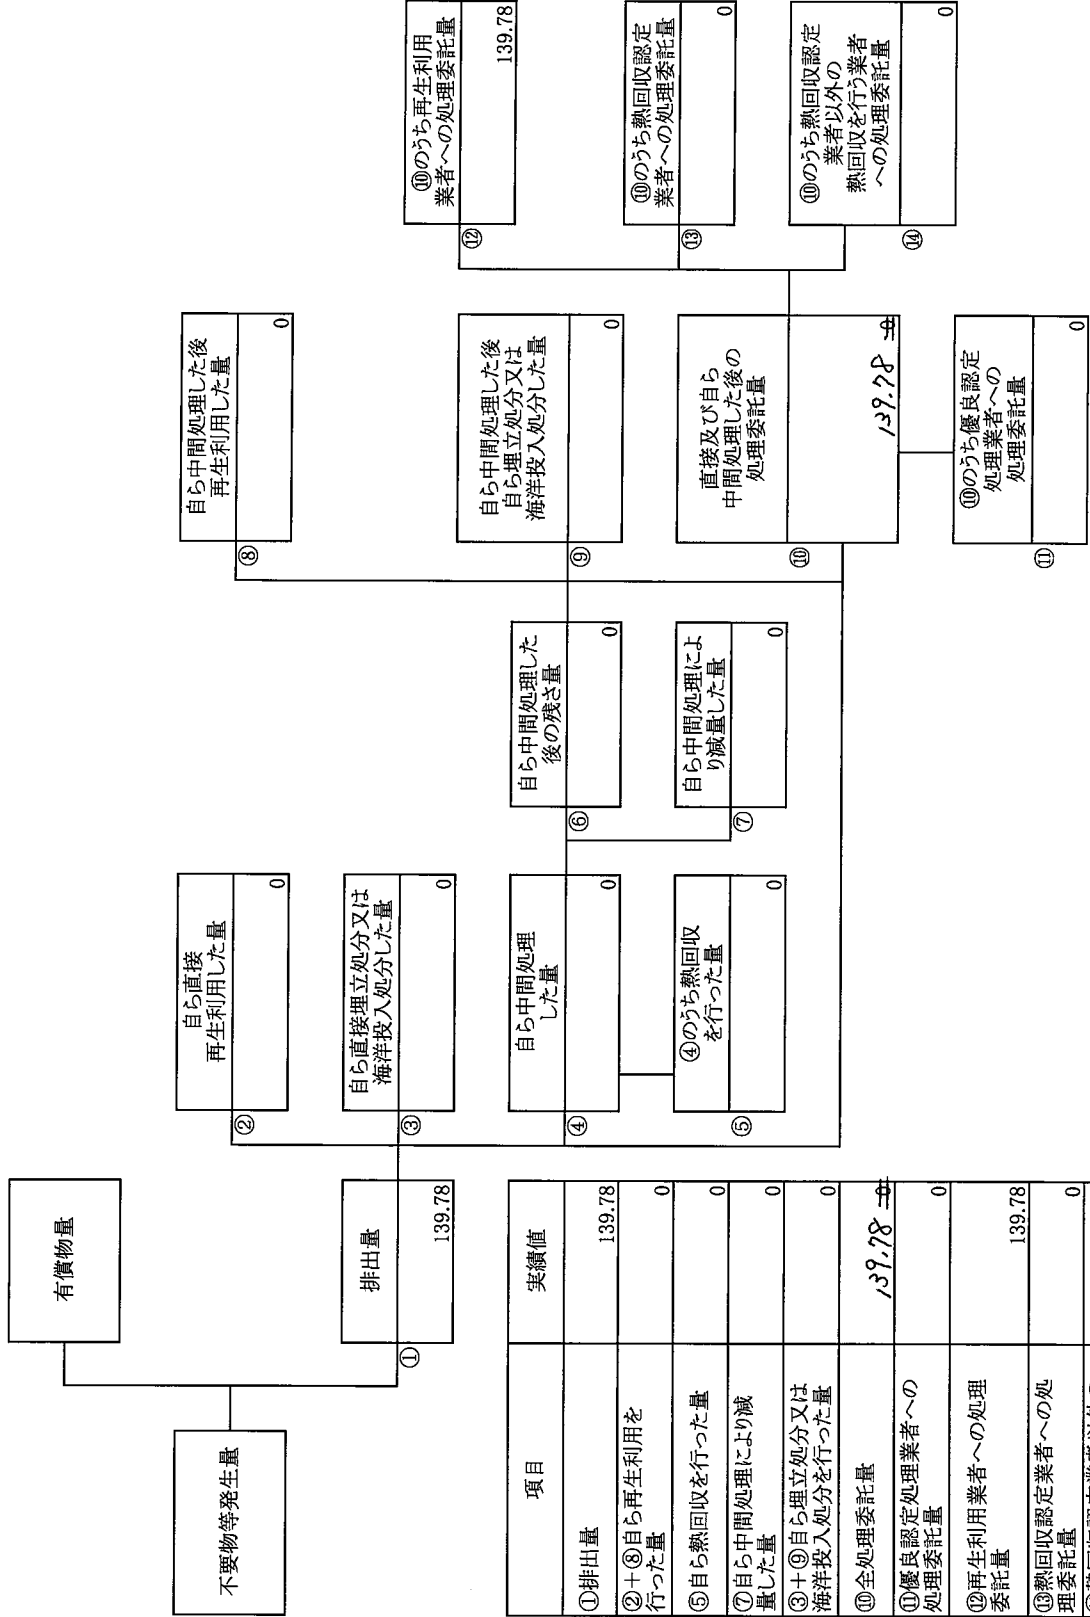 有償物量
不要物等発生量
排出量
①
139.78
自ら直接
再生利用した量
②
0
自ら直接埋立処分又は
海洋投入処分した量
③
0
自ら中間処理
した量
④
0
④のうち熱回収
を行った量
⑤
0
自ら中間処理した
後の残さ量
⑥
0
自ら中間処理によ
り減量した量
⑦
0
自ら中間処理した後
再生利用した量
⑧
0
自ら中間処理した後
自ら埋立処分又は
海洋投入処分した量
⑨
0
直接及び自ら
中間処理した後の
処理委託量
⑩
139.78 0
⑩のうち優良認定
処理業者への
処理委託量
⑪
0
⑩のうち再生利用
業者への処理委託量
⑫
139.78
⑩のうち熱回収認定
業者への処理委託量
⑬
0
⑩のうち熱回収認定
業者以外の
熱回収を行う業者
への処理委託量
⑭
0
項目 実績値
①排出量 139.78
②+⑧自ら再生利用を
行った量 0
⑤自ら熱回収を行った量 0
⑦自ら中間処理により減
量した量 0
③+⑨自ら埋立処分又は
海洋投入処分を行った量 0
⑩全処理委託量 139.78 0
⑪優良認定処理業者への
処理委託量 0
⑫再生利用業者への処理
委託量 139.78
⑬熱回収認定業者への処
理委託量 0